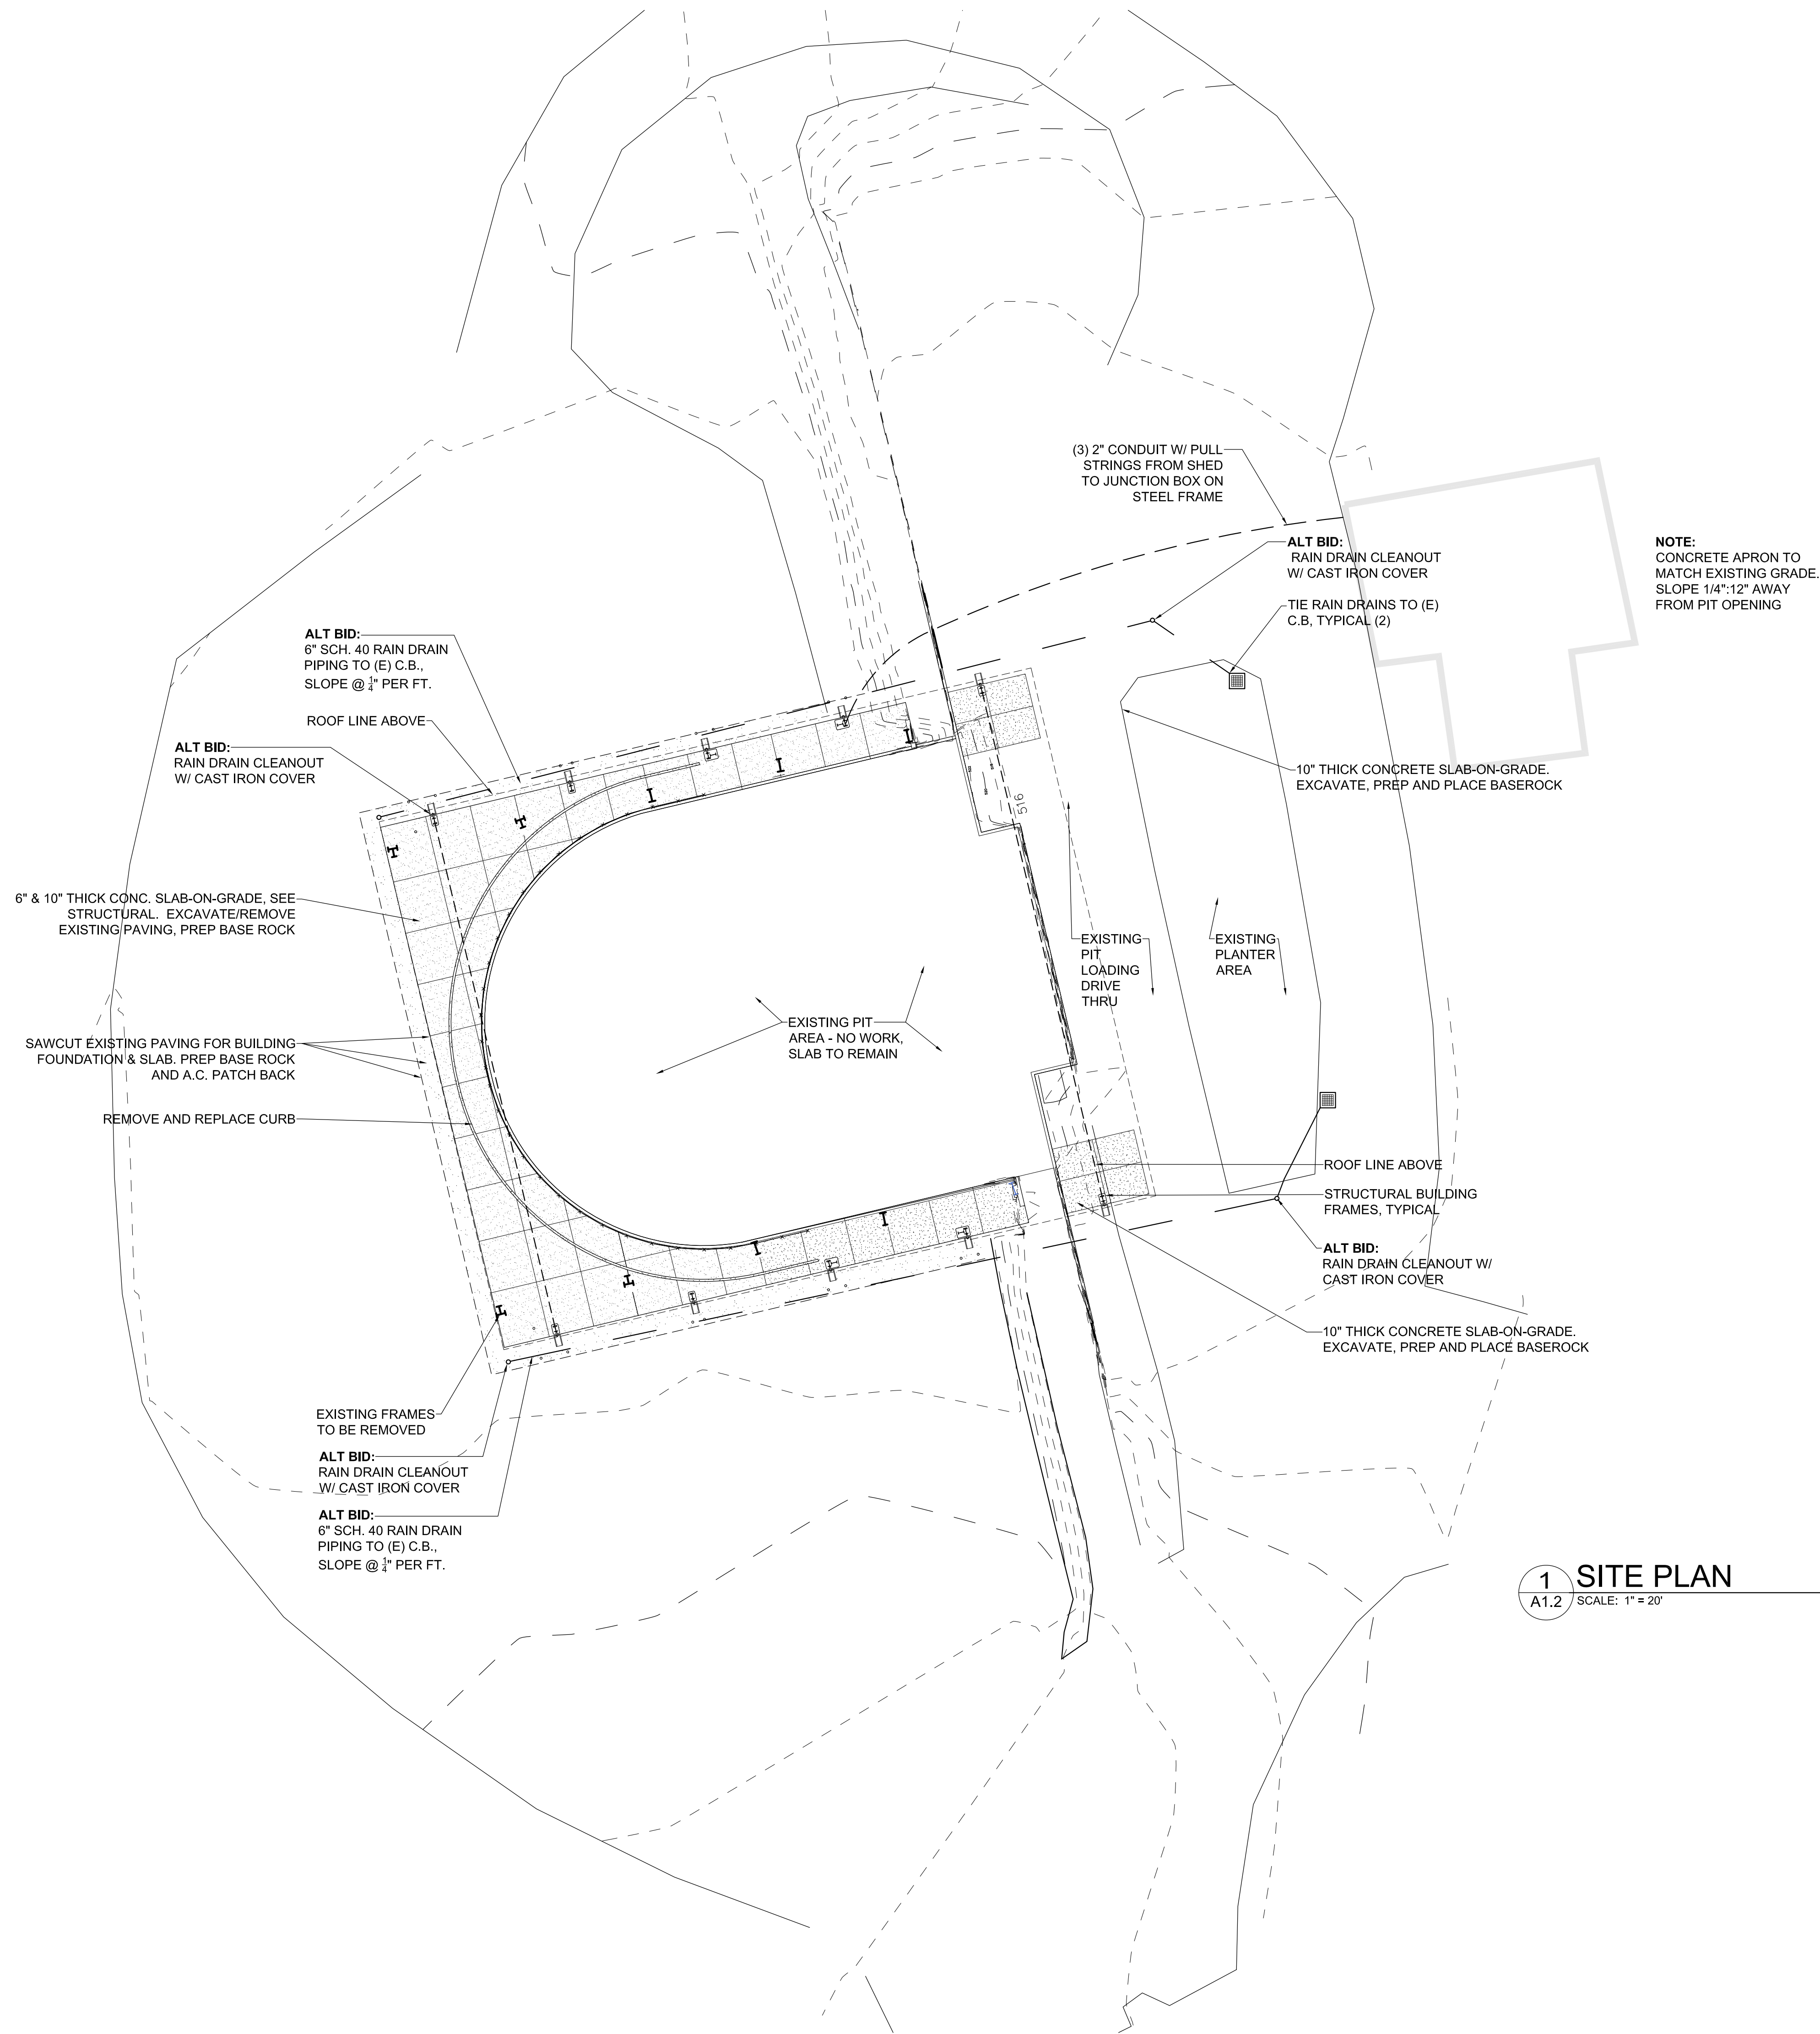 (3) 2" CONDUIT W/ PULL
STRINGS FROM SHED
TO JUNCTION BOX ON
STEEL FRAME
ALT BID:
RAIN DRAIN CLEANOUT
W/ CAST IRON COVER
TIE RAIN DRAINS TO (E)
C.B, TYPICAL (2)
NOTE:
CONCRETE APRON TO
MATCH EXISTING GRADE.
SLOPE 1/4":12" AWAY
FROM PIT OPENING
ALT BID:
6" SCH. 40 RAIN DRAIN
PIPING TO (E) C.B.,
SLOPE @ 1/4" PER FT.
ROOF LINE ABOVE
ALT BID:
RAIN DRAIN CLEANOUT
W/ CAST IRON COVER
10" THICK CONCRETE SLAB-ON-GRADE.
EXCAVATE, PREP AND PLACE BASEROCK
516
6" & 10" THICK CONC. SLAB-ON-GRADE, SEE
STRUCTURAL. EXCAVATE/REMOVE
EXISTING PAVING, PREP BASE ROCK
EXISTING
PIT
LOADING
DRIVE
THRU
EXISTING
PLANTER
AREA
EXISTING PIT
AREA - NO WORK,
SLAB TO REMAIN
SAWCUT EXISTING PAVING FOR BUILDING
FOUNDATION & SLAB. PREP BASE ROCK
AND A.C. PATCH BACK
REMOVE AND REPLACE CURB
ROOF LINE ABOVE
STRUCTURAL BUILDING
FRAMES, TYPICAL
ALT BID:
RAIN DRAIN CLEANOUT W/
CAST IRON COVER
10" THICK CONCRETE SLAB-ON-GRADE.
EXCAVATE, PREP AND PLACE BASEROCK
EXISTING FRAMES
TO BE REMOVED
ALT BID:
RAIN DRAIN CLEANOUT
W/ CAST IRON COVER
ALT BID:
6" SCH. 40 RAIN DRAIN
PIPING TO (E) C.B.,
SLOPE @ 1/4" PER FT.
1
A1.2
SITE PLAN
SCALE: 1" = 20'